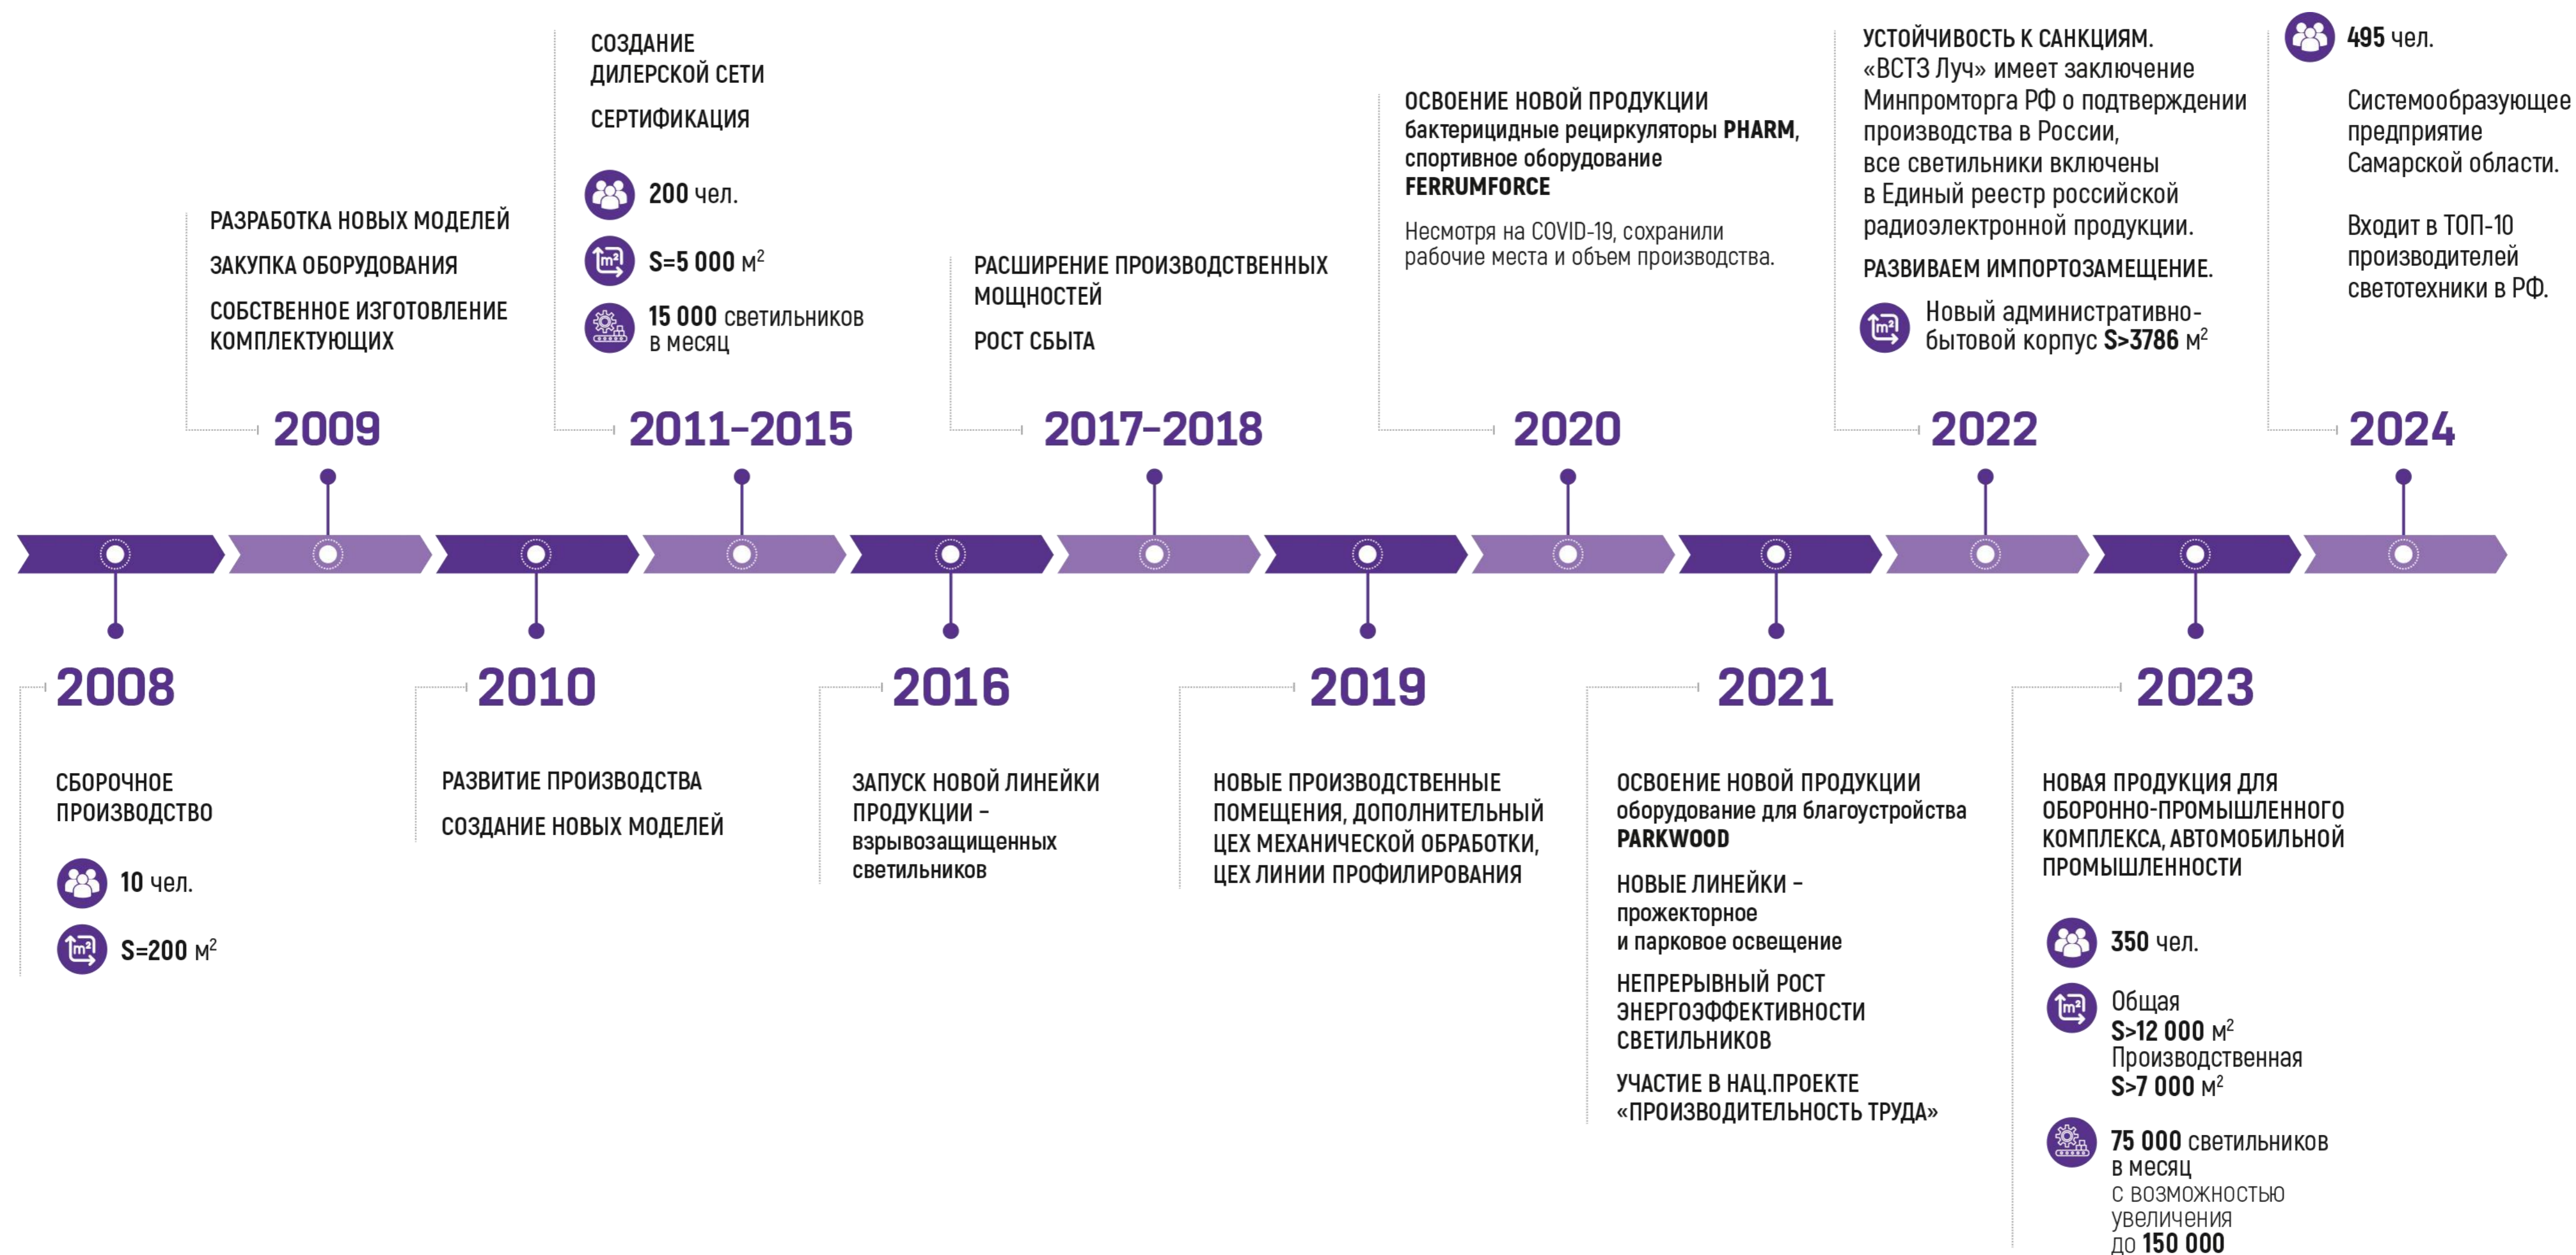 2008
СБОРОЧНОЕ
ПРОИЗВОДСТВО
10 чел.
m²
S=200 м²
РАЗРАБОТКА НОВЫХ МОДЕЛЕЙ
ЗАКУПКА ОБОРУДОВАНИЯ
СОБСТВЕННОЕ ИЗГОТОВЛЕНИЕ
КОМПЛЕКТУЮЩИХ
2009
2010
РАЗВИТИЕ ПРОИЗВОДСТВА
СОЗДАНИЕ НОВЫХ МОДЕЛЕЙ
СОЗДАНИЕ
ДИЛЕРСКОЙ СЕТИ
СЕРТИФИКАЦИЯ
200 чел.
m²
S=5 000 м²
15 000 светильников
в месяц
2011–2015
2016
ЗАПУСК НОВОЙ ЛИНЕЙКИ
ПРОДУКЦИИ –
взрывозащищенных
светильников
РАСШИРЕНИЕ ПРОИЗВОДСТВЕННЫХ
МОЩНОСТЕЙ
РОСТ СБЫТА
2017–2018
2019
НОВЫЕ ПРОИЗВОДСТВЕННЫЕ
ПОМЕЩЕНИЯ, ДОПОЛНИТЕЛЬНЫЙ
ЦЕХ МЕХАНИЧЕСКОЙ ОБРАБОТКИ,
ЦЕХ ЛИНИИ ПРОФИЛИРОВАНИЯ
ОСВОЕНИЕ НОВОЙ ПРОДУКЦИИ
бактерицидные рециркуляторы PHARM,
спортивное оборудование
FERRUMFORCE
Несмотря на COVID-19, сохранили
рабочие места и объем производства.
2020
2021
ОСВОЕНИЕ НОВОЙ ПРОДУКЦИИ
оборудование для благоустройства
PARKWOOD
НОВЫЕ ЛИНЕЙКИ –
прожекторное
и парковое освещение
НЕПРЕРЫВНЫЙ РОСТ
ЭНЕРГОЭФФЕКТИВНОСТИ
СВЕТИЛЬНИКОВ
УЧАСТИЕ В НАЦ.ПРОЕКТЕ
«ПРОИЗВОДИТЕЛЬНОСТЬ ТРУДА»
УСТОЙЧИВОСТЬ К САНКЦИЯМ.
«ВСТЗ Луч» имеет заключение
Минпромторга РФ о подтверждении
производства в России,
все светильники включены
в Единый реестр российской
радиоэлектронной продукции.
РАЗВИВАЕМ ИМПОРТОЗАМЕЩЕНИЕ.
m²
Новый административно-
бытовой корпус S>3786 м²
2022
2023
НОВАЯ ПРОДУКЦИЯ ДЛЯ
ОБОРОННО-ПРОМЫШЛЕННОГО
КОМПЛЕКСА, АВТОМОБИЛЬНОЙ
ПРОМЫШЛЕННОСТИ
350 чел.
m²
Общая
S>12 000 м²
Производственная
S>7 000 м²
75 000 светильников
в месяц
с возможностью
увеличения
до 150 000
495 чел.
Системообразующее
предприятие
Самарской области.
Входит в ТОП-10
производителей
светотехники в РФ.
2024